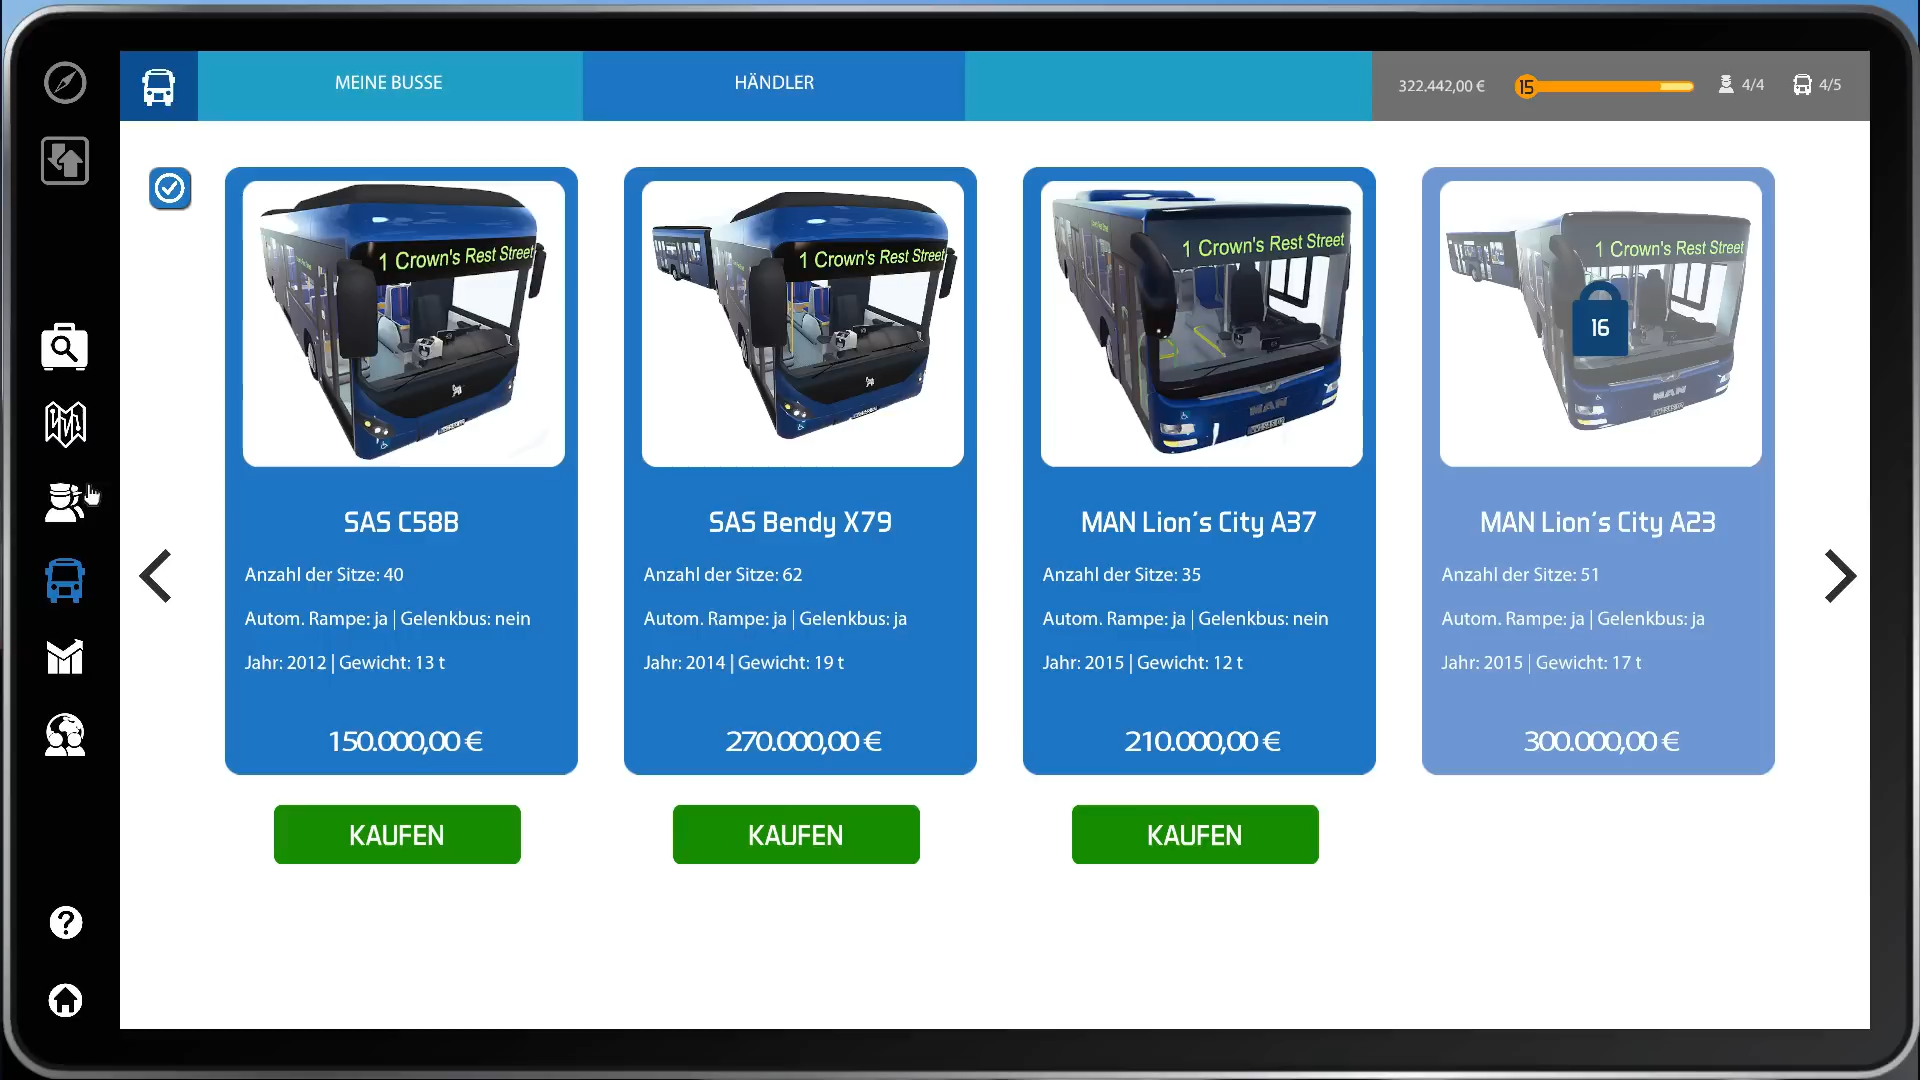 MEINE BUSSE
HÄNDLER
322.442,00 €
15
4/4
4/5
1 Crown's Rest Street
1 Crown's Rest Street
1 Crown's Rest Street
MAN
1 Crown's Rest Street
MAN
16
SAS C58B
Anzahl der Sitze: 40
Autom. Rampe: ja | Gelenkbus: nein
Jahr: 2012 | Gewicht: 13 t
150.000,00 €
KAUFEN
SAS Bendy X79
Anzahl der Sitze: 62
Autom. Rampe: ja | Gelenkbus: ja
Jahr: 2014 | Gewicht: 19 t
270.000,00 €
KAUFEN
MAN Lion´s City A37
Anzahl der Sitze: 35
Autom. Rampe: ja | Gelenkbus: nein
Jahr: 2015 | Gewicht: 12 t
210.000,00 €
KAUFEN
MAN Lion´s City A23
Anzahl der Sitze: 51
Autom. Rampe: ja | Gelenkbus: ja
Jahr: 2015 | Gewicht: 17 t
300.000,00 €
?